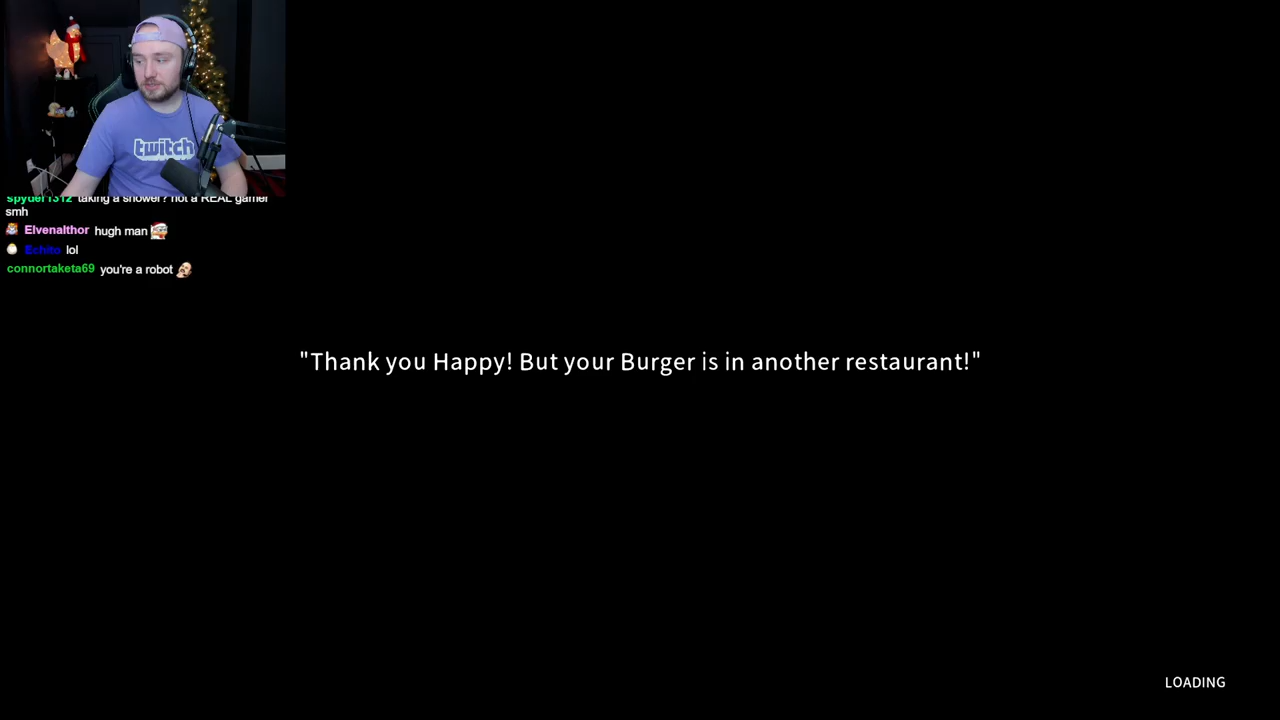 twitch
spyder1312 taking a shower? not a REAL gamer
smh
Elvenalthor hugh man
Echito lol
connortaketa69 you're a robot
"Thank you Happy! But your Burger is in another restaurant!"
LOADING